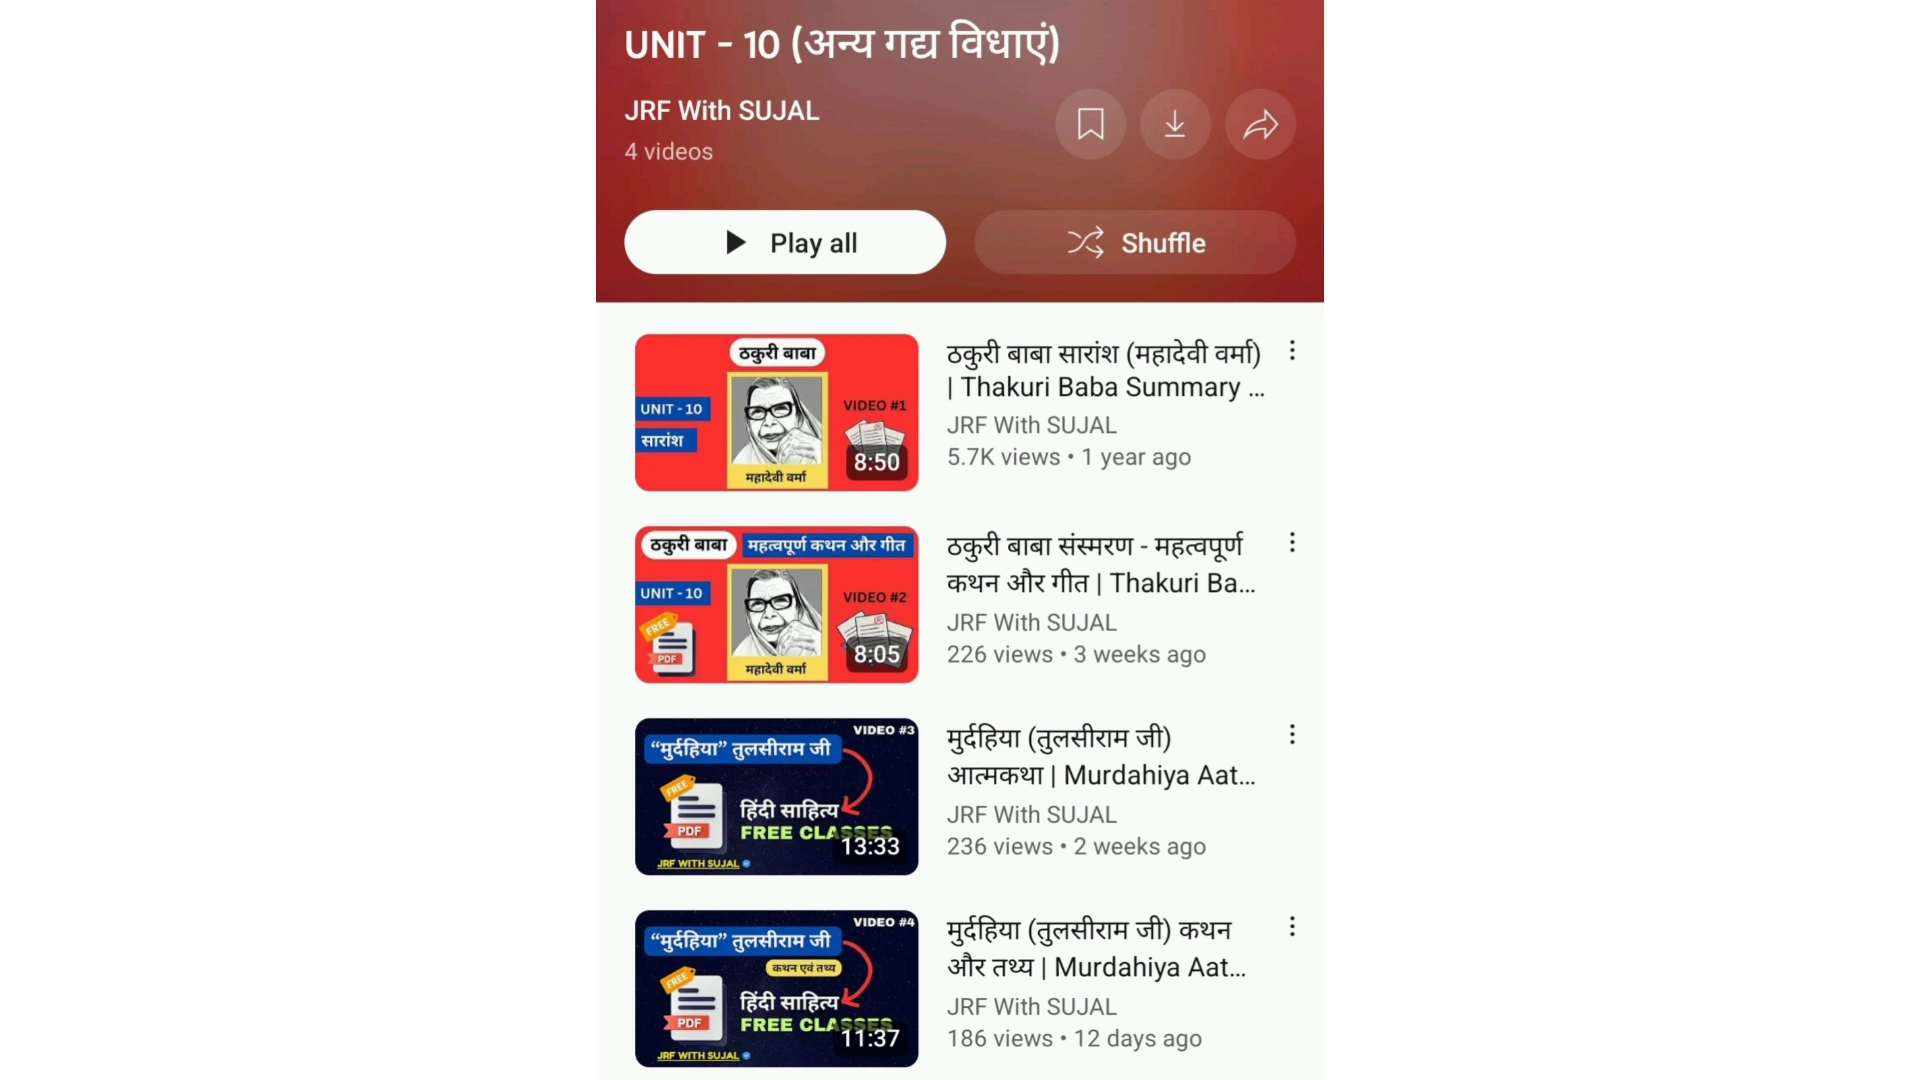 UNIT - 10 (अन्य गद्य विधाएं)
JRF With SUJAL
4 videos
Play all
Shuffle
ठकुरी बाबा
UNIT - 10
सारांश
VIDEO #1
महादेवी वर्मा
8:50
ठकुरी बाबा सारांश (महादेवी वर्मा)
| Thakuri Baba Summary ...
JRF With SUJAL
5.7K views • 1 year ago
ठकुरी बाबा महत्वपूर्ण कथन और गीत
UNIT - 10
VIDEO #2
FREE
PDF
महादेवी वर्मा
8:05
ठकुरी बाबा संस्मरण - महत्वपूर्ण
कथन और गीत | Thakuri Ba...
JRF With SUJAL
226 views • 3 weeks ago
VIDEO #3
“मुर्दहिया” तुलसीराम जी
FREE
PDF
हिंदी साहित्य
FREE CLASSES
13:33
JRF WITH SUJAL
मुर्दहिया (तुलसीराम जी)
आत्मकथा | Murdahiya Aat...
JRF With SUJAL
236 views • 2 weeks ago
VIDEO #4
“मुर्दहिया” तुलसीराम जी
कथन एवं तथ्य
FREE
PDF
हिंदी साहित्य
FREE CLASSES
11:37
JRF WITH SUJAL
मुर्दहिया (तुलसीराम जी) कथन
और तथ्य | Murdahiya Aat...
JRF With SUJAL
186 views • 12 days ago